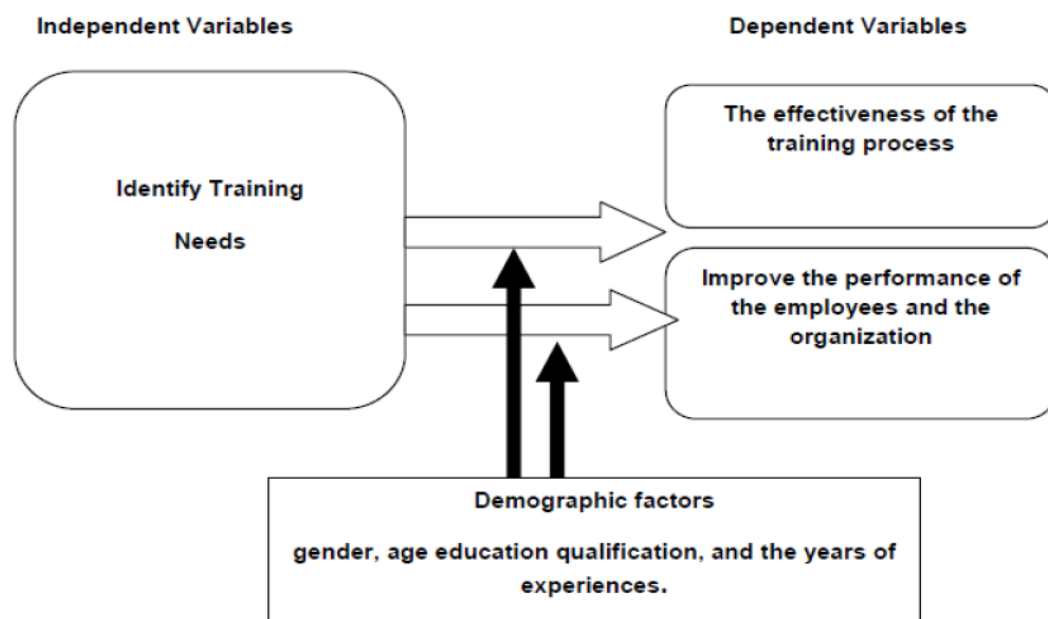 Independent Variables
Dependent Variables
Identify Training
Needs
The effectiveness of the
training process
Improve the performance of
the employees and the
organization
Demographic factors
gender, age education qualification, and the years of
experiences.